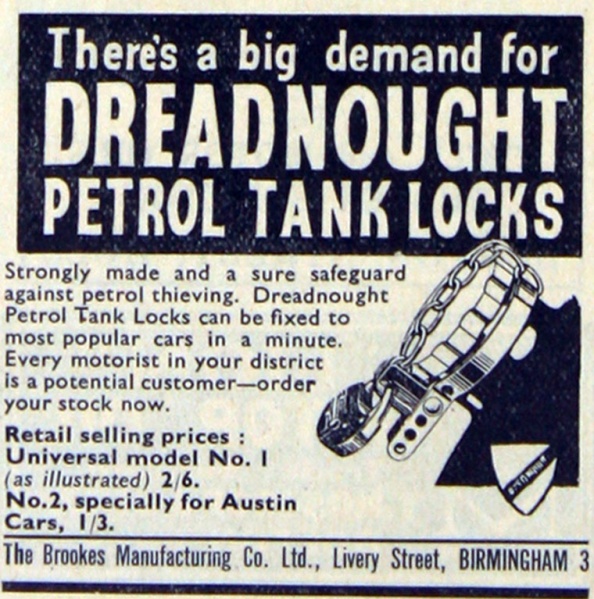 There's a big demand for
DREADNOUGHT
PETROL TANK LOCKS
Strongly made and a sure safeguard
against petrol thieving. Dreadnought
Petrol Tank Locks can be fixed to
most popular cars in a minute.
Every motorist in your district
is a potential customer—order
your stock now.
Retail selling prices :
Universal model No. 1
(as illustrated) 2/6.
No.2, specially for Austin
Cars, 1/3.
The Brookes Manufacturing Co. Ltd., Livery Street, BIRMINGHAM 3